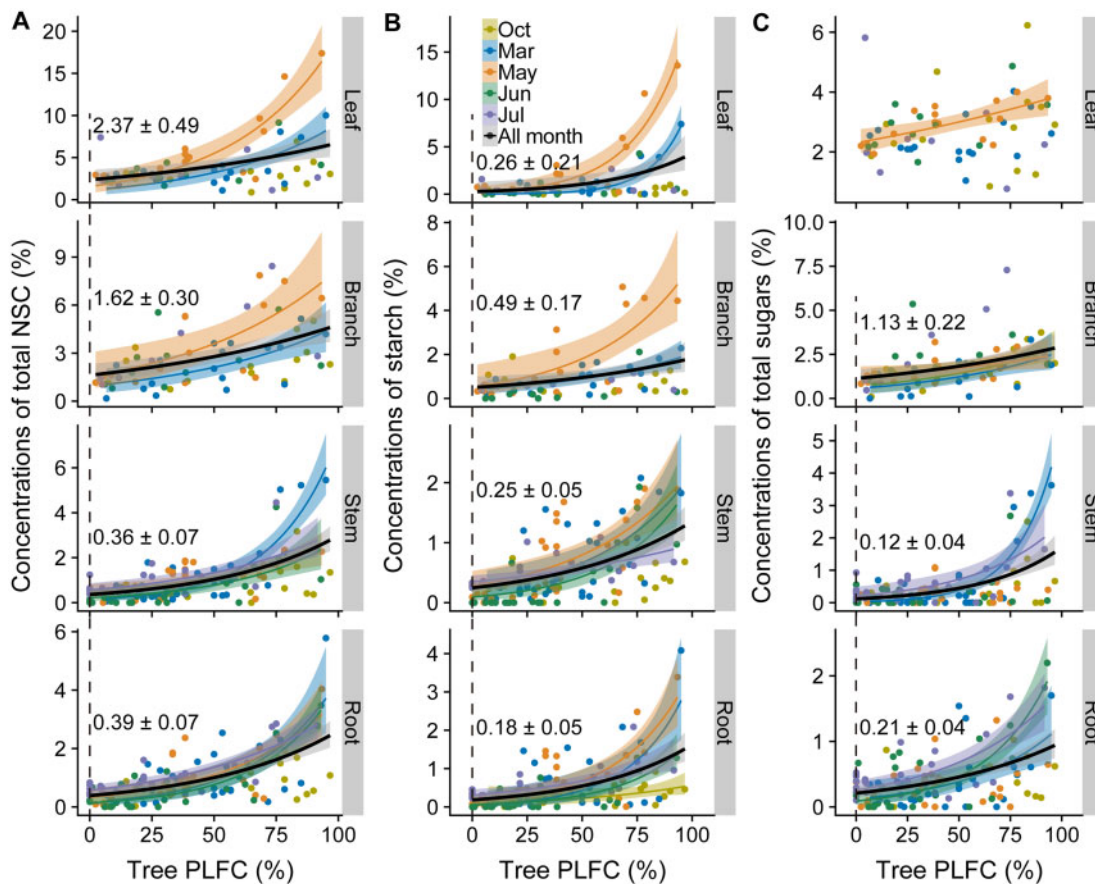 A
B
C
Oct
Mar
May
Jun
Jul
All month
20
15
10
5
0
2.37 ± 0.49
Leaf
15
10
5
0
0.26 ± 0.21
Leaf
6
4
2
Leaf
9
6
3
0
1.62 ± 0.30
Branch
8
6
4
2
0
0.49 ± 0.17
Branch
10.0
7.5
5.0
2.5
0.0
1.13 ± 0.22
Branch
6
4
2
0
0.36 ± 0.07
Stem
2
1
0
0.25 ± 0.05
Stem
5
4
3
2
1
0
0.12 ± 0.04
Stem
6
4
2
0
0.39 ± 0.07
Root
4
3
2
1
0
0.18 ± 0.05
Root
2
1
0
0.21 ± 0.04
Root
Concentrations of total NSC (%)
Concentrations of starch (%)
Concentrations of total sugars (%)
0 25 50 75 100
0 25 50 75 100
0 25 50 75 100
Tree PLFC (%)
Tree PLFC (%)
Tree PLFC (%)